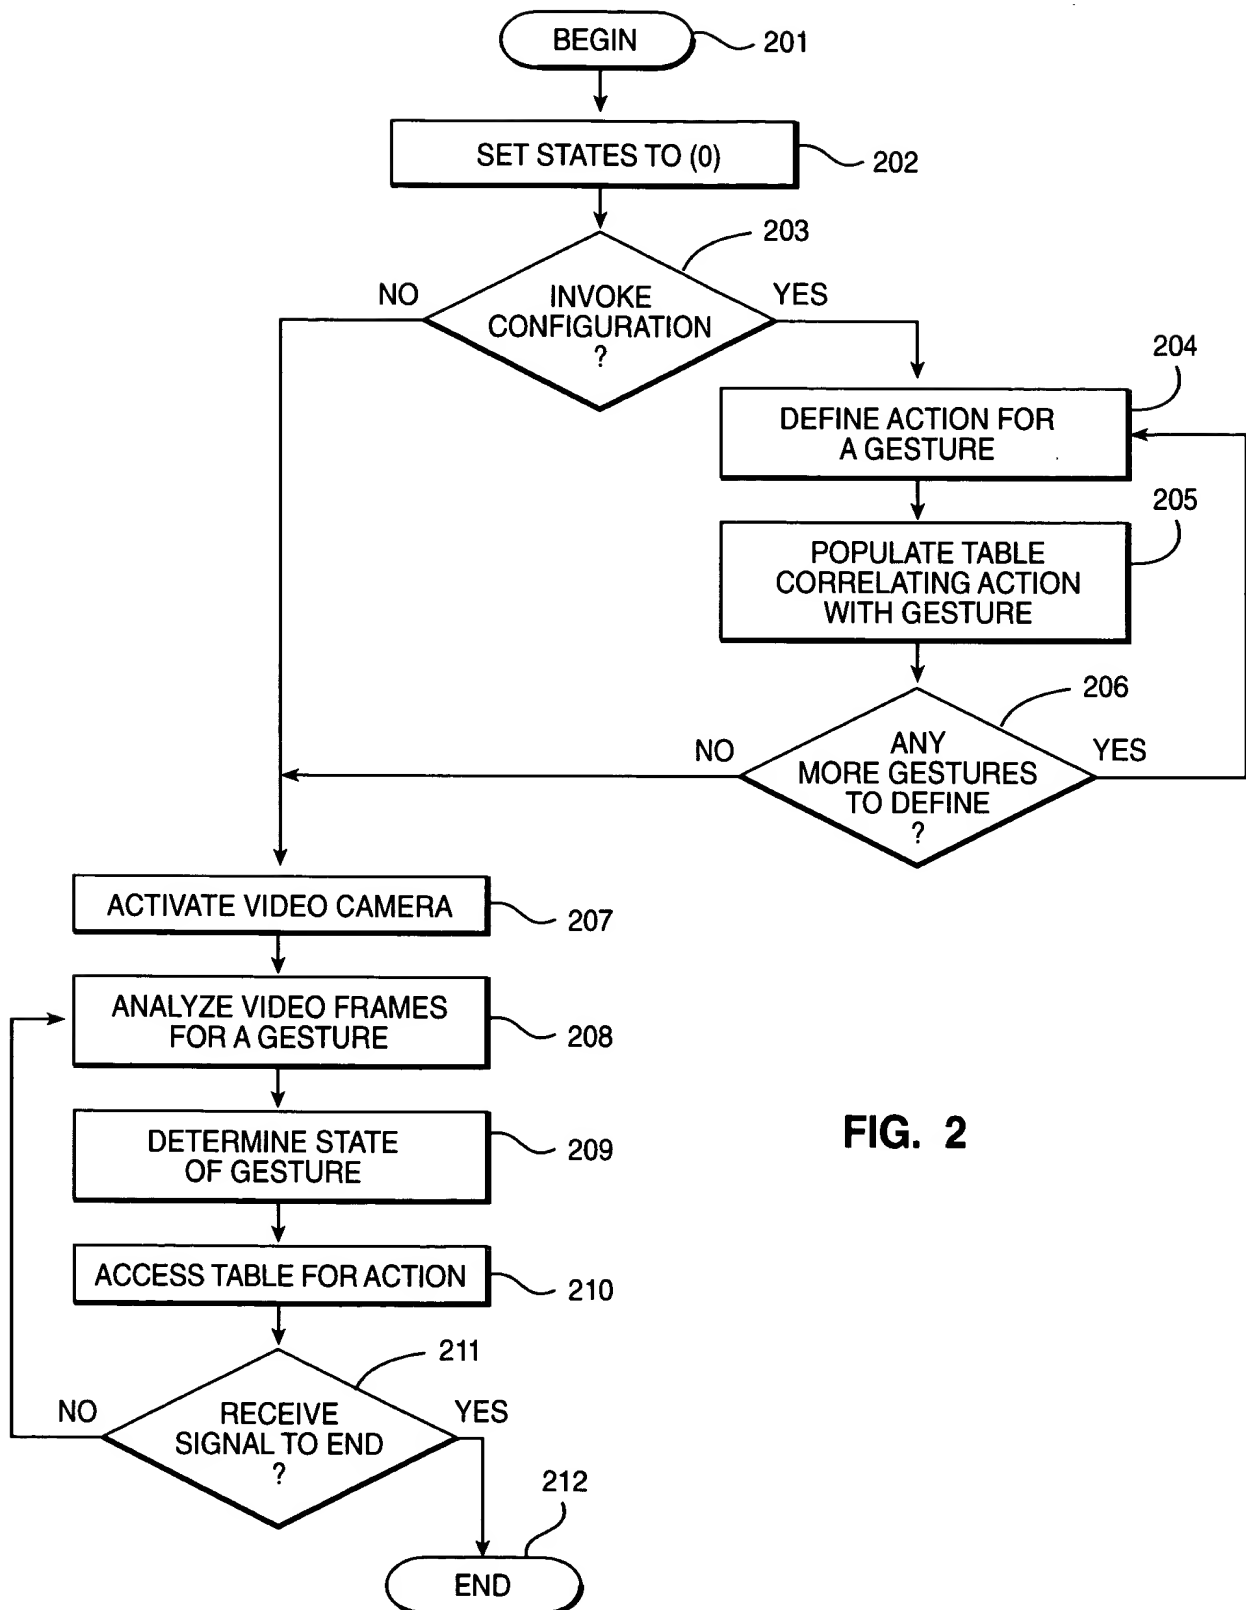 BEGIN
201
SET STATES TO (0)
202
203
NO
YES
INVOKE
CONFIGURATION
?
204
DEFINE ACTION FOR
A GESTURE
205
POPULATE TABLE
CORRELATING ACTION
WITH GESTURE
206
NO
YES
ANY
MORE GESTURES
TO DEFINE
?
ACTIVATE VIDEO CAMERA
207
ANALYZE VIDEO FRAMES
FOR A GESTURE
208
FIG. 2
DETERMINE STATE
OF GESTURE
209
ACCESS TABLE FOR ACTION
210
211
NO
YES
RECEIVE
SIGNAL TO END
?
212
END